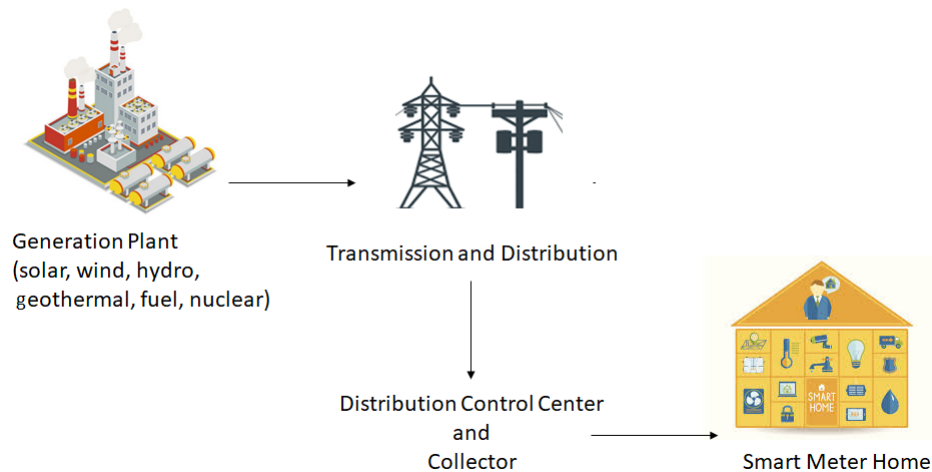 Generation Plant
(solar, wind, hydro,
geothermal, fuel, nuclear)
Transmission and Distribution
Distribution Control Center
and
Collector
SMART
HOME
Smart Meter Home